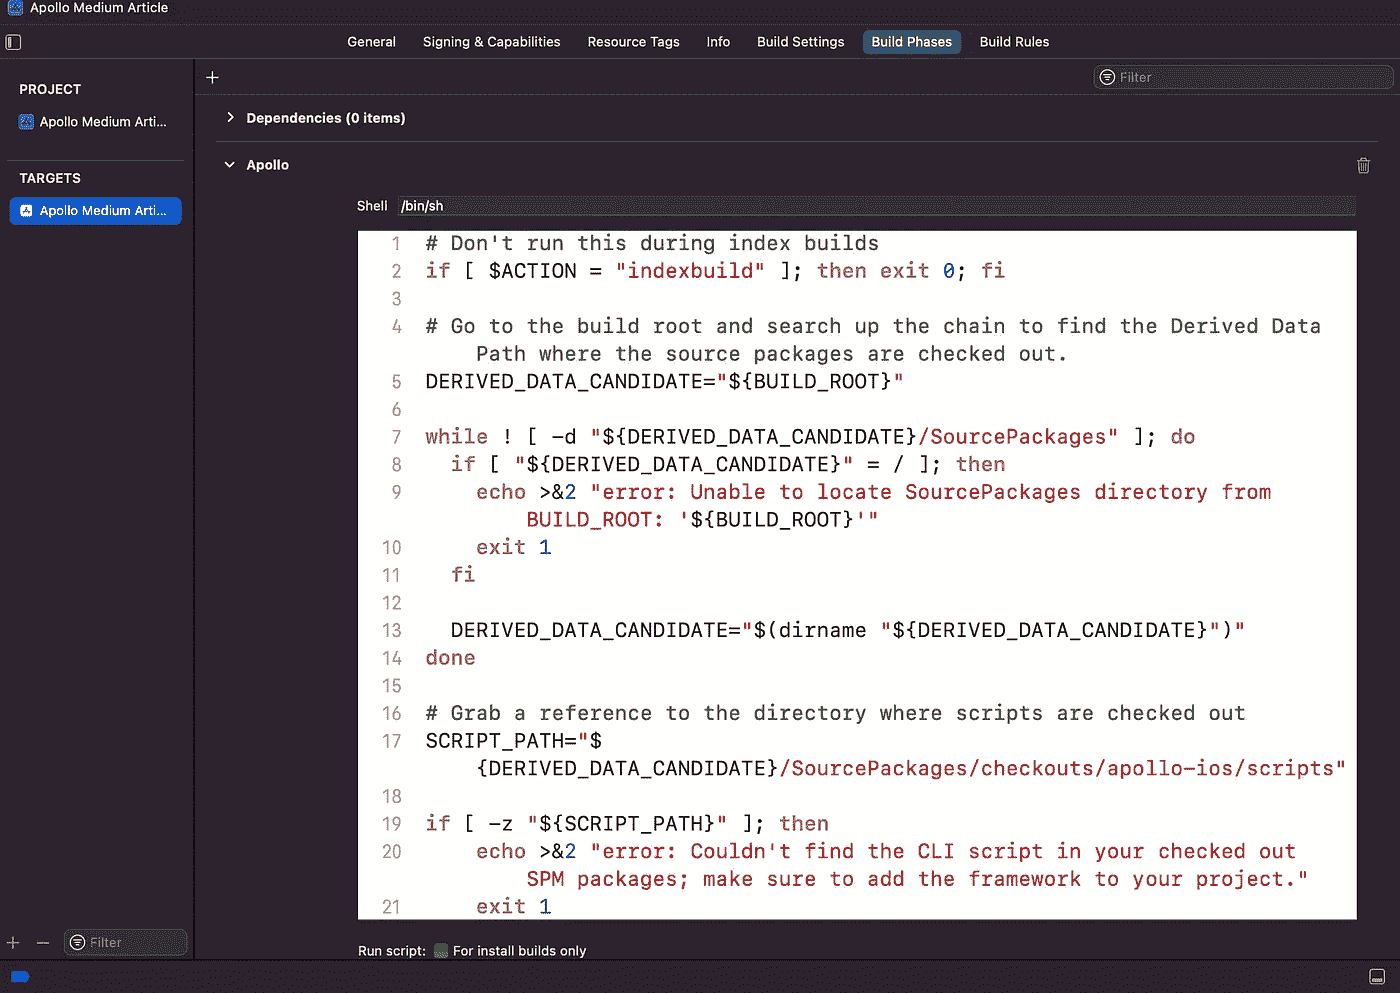 Apollo Medium Article
General Signing & Capabilities Resource Tags Info Build Settings Build Phases Build Rules
+ Filter
PROJECT
Apollo Medium Arti...
TARGETS
Apollo Medium Arti...
Dependencies (0 items)
Apollo
Shell /bin/sh
1 # Don't run this during index builds
2 if [ $ACTION = "indexbuild" ]; then exit 0; fi
3
4 # Go to the build root and search up the chain to find the Derived Data
Path where the source packages are checked out.
5 DERIVED_DATA_CANDIDATE="${BUILD_ROOT}"
6
7 while ! [ -d "${DERIVED_DATA_CANDIDATE}/SourcePackages" ]; do
8 if [ "${DERIVED_DATA_CANDIDATE}" = / ]; then
9 echo >&2 "error: Unable to locate SourcePackages directory from
BUILD_ROOT: '${BUILD_ROOT}'"
10 exit 1
11 fi
12
13 DERIVED_DATA_CANDIDATE="$(dirname "${DERIVED_DATA_CANDIDATE}")"
14 done
15
16 # Grab a reference to the directory where scripts are checked out
17 SCRIPT_PATH="$
{DERIVED_DATA_CANDIDATE}/SourcePackages/checkouts/apollo-ios/scripts"
18
19 if [ -z "${SCRIPT_PATH}" ]; then
20 echo >&2 "error: Couldn't find the CLI script in your checked out
SPM packages; make sure to add the framework to your project."
21 exit 1
Run script: For install builds only
+ − Filter